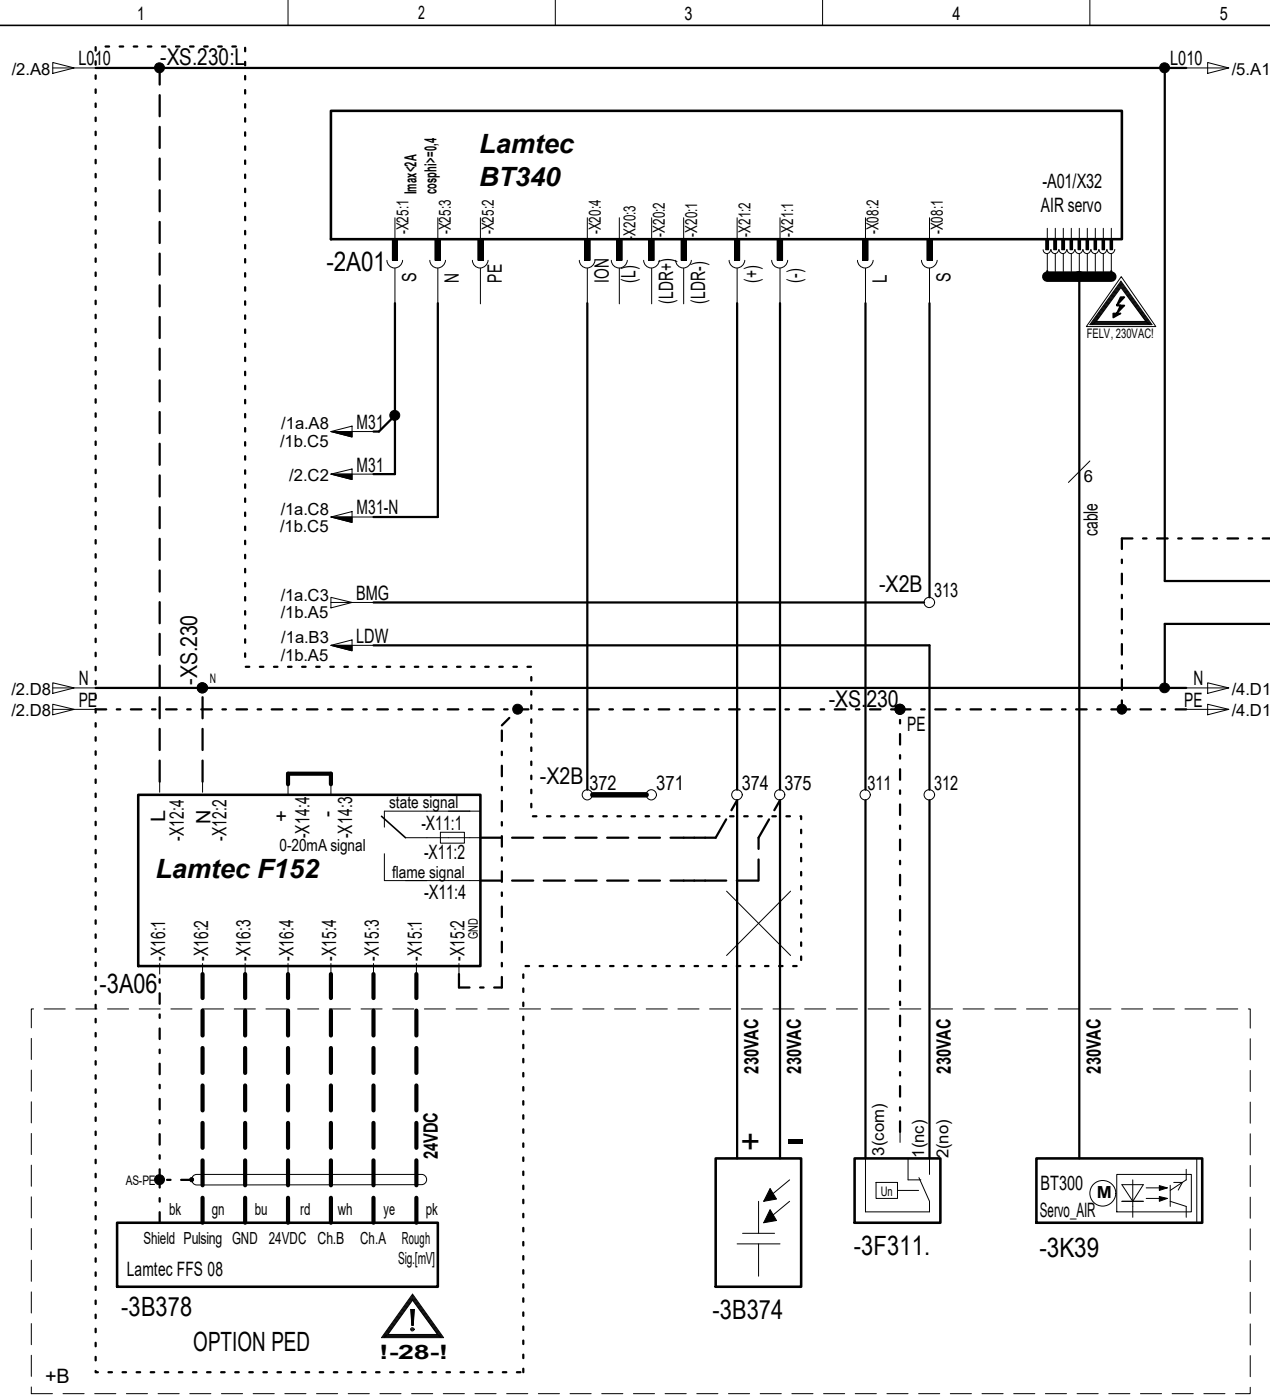 1 2 3 4 5
/2.A8 L010 -XS.230:L L010 /5.A1
Lamtec
BT340
Imax<2A
cosphi>=0,4
-X25:1 -X25:3 -X25:2 -X20:4 -X20:3 -X20:2 -X20:1 -X21:2 -X21:1 -X08:2 -X08:1
-A01/X32
AIR servo
-2A01
S N PE ION (L) (LDR+) (LDR-) (+) (-) L S
FELV, 230VAC!
/1a.A8 M31
/1b.C5
/2.C2 M31
/1a.C8 M31-N
/1b.C5
6
cable
/1a.C3 BMG -X2B 313
/1b.A5
/1a.B3 LDW
/1b.A5
-XS.230
/2.D8 N N N /4.D1
/2.D8 PE -XS.230 PE PE /4.D1
-X2B 372 371 374 375 311 312
L N + -
-X12:4 -X12:2 -X14:4 -X14:3
0-20mA signal
state signal
-X11:1
-X11:2
flame signal
-X11:4
Lamtec F152
-X16:1 -X16:2 -X16:3 -X16:4 -X15:4 -X15:3 -X15:1 -X15:2
GND
-3A06
230VAC 230VAC 230VAC
24VDC
3(com) 1(nc) 2(no)
+ -
AS-PE
bk gn bu rd wh ye pk
Shield Pulsing GND 24VDC Ch.B Ch.A Rough
Sig.[mV]
Lamtec FFS 08
-3B378
OPTION PED
!
!-28-!
-3B374
Un
-3F311.
BT300
Servo_AIR
M
-3K39
+B